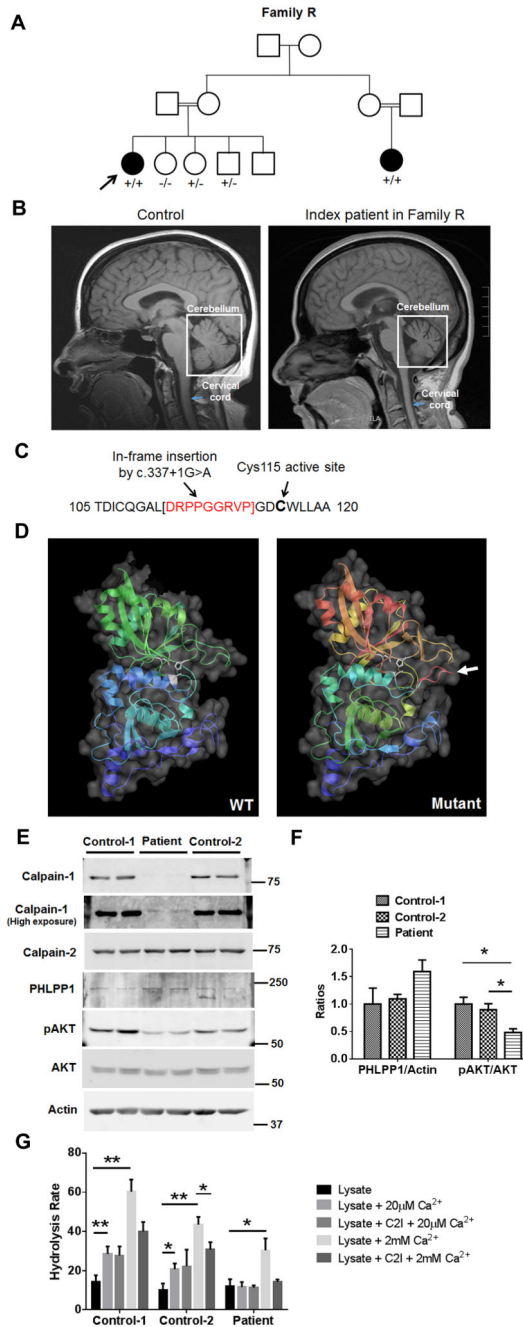 Family R
A
+/+ -/- +/- +/- +/+
B
Control Index patient in Family R
Cerebellum Cerebellum
Cervical cord Cervical cord
C
In-frame insertion
by c.337+1G>A Cys115 active site
105 TDICQGAL[DRPPGGRVP]GDCWLLAA 120
D
WT Mutant
E
Control-1 Patient Control-2
Calpain-1 75
Calpain-1
(High exposure)
Calpain-2 75
PHLPP1 250
pAKT 50
AKT 50
Actin 37
F
Control-1
Control-2
Patient
2.0
1.5
1.0
0.5
0.0
Ratios
* *
PHLPP1/Actin pAKT/AKT
G
Hydrolysis Rate
80
60
40
20
0
** ** ** * * *
Control-1 Control-2 Patient
Lysate
Lysate + 20µM Ca²⁺
Lysate + C2I + 20µM Ca²⁺
Lysate + 2mM Ca²⁺
Lysate + C2I + 2mM Ca²⁺